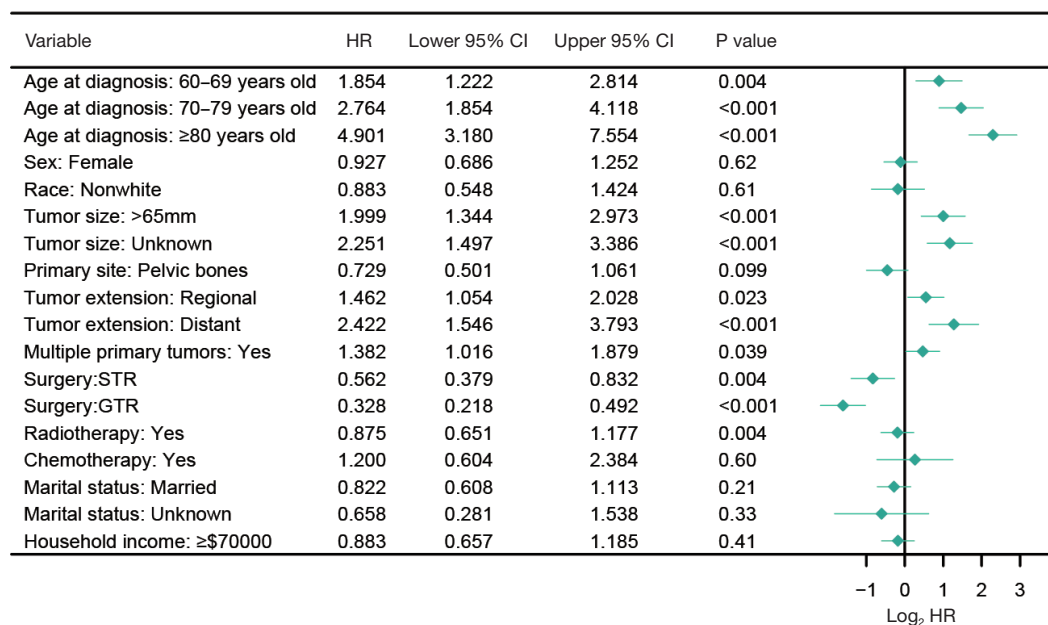 Variable HR Lower 95% CI Upper 95% CI P value
Age at diagnosis: 60–69 years old 1.854 1.222 2.814 0.004
Age at diagnosis: 70–79 years old 2.764 1.854 4.118 <0.001
Age at diagnosis: ≥80 years old 4.901 3.180 7.554 <0.001
Sex: Female 0.927 0.686 1.252 0.62
Race: Nonwhite 0.883 0.548 1.424 0.61
Tumor size: >65mm 1.999 1.344 2.973 <0.001
Tumor size: Unknown 2.251 1.497 3.386 <0.001
Primary site: Pelvic bones 0.729 0.501 1.061 0.099
Tumor extension: Regional 1.462 1.054 2.028 0.023
Tumor extension: Distant 2.422 1.546 3.793 <0.001
Multiple primary tumors: Yes 1.382 1.016 1.879 0.039
Surgery:STR 0.562 0.379 0.832 0.004
Surgery:GTR 0.328 0.218 0.492 <0.001
Radiotherapy: Yes 0.875 0.651 1.177 0.004
Chemotherapy: Yes 1.200 0.604 2.384 0.60
Marital status: Married 0.822 0.608 1.113 0.21
Marital status: Unknown 0.658 0.281 1.538 0.33
Household income: ≥$70000 0.883 0.657 1.185 0.41
−1 0 1 2 3
Log₂ HR